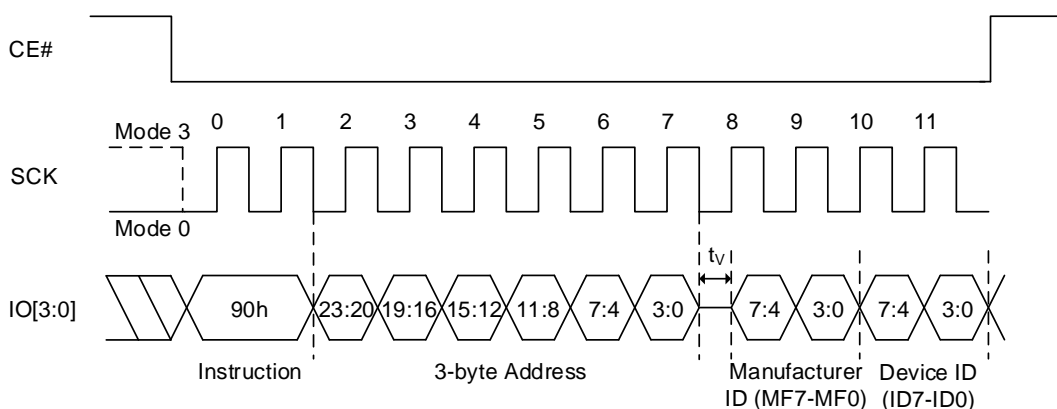 CE#
0 1 2 3 4 5 6 7 8 9 10 11
Mode 3
SCK
Mode 0
tV
IO[3:0] 90h 23:20 19:16 15:12 11:8 7:4 3:0 7:4 3:0 7:4 3:0
Instruction 3-byte Address Manufacturer Device ID
ID (MF7-MF0) (ID7-ID0)